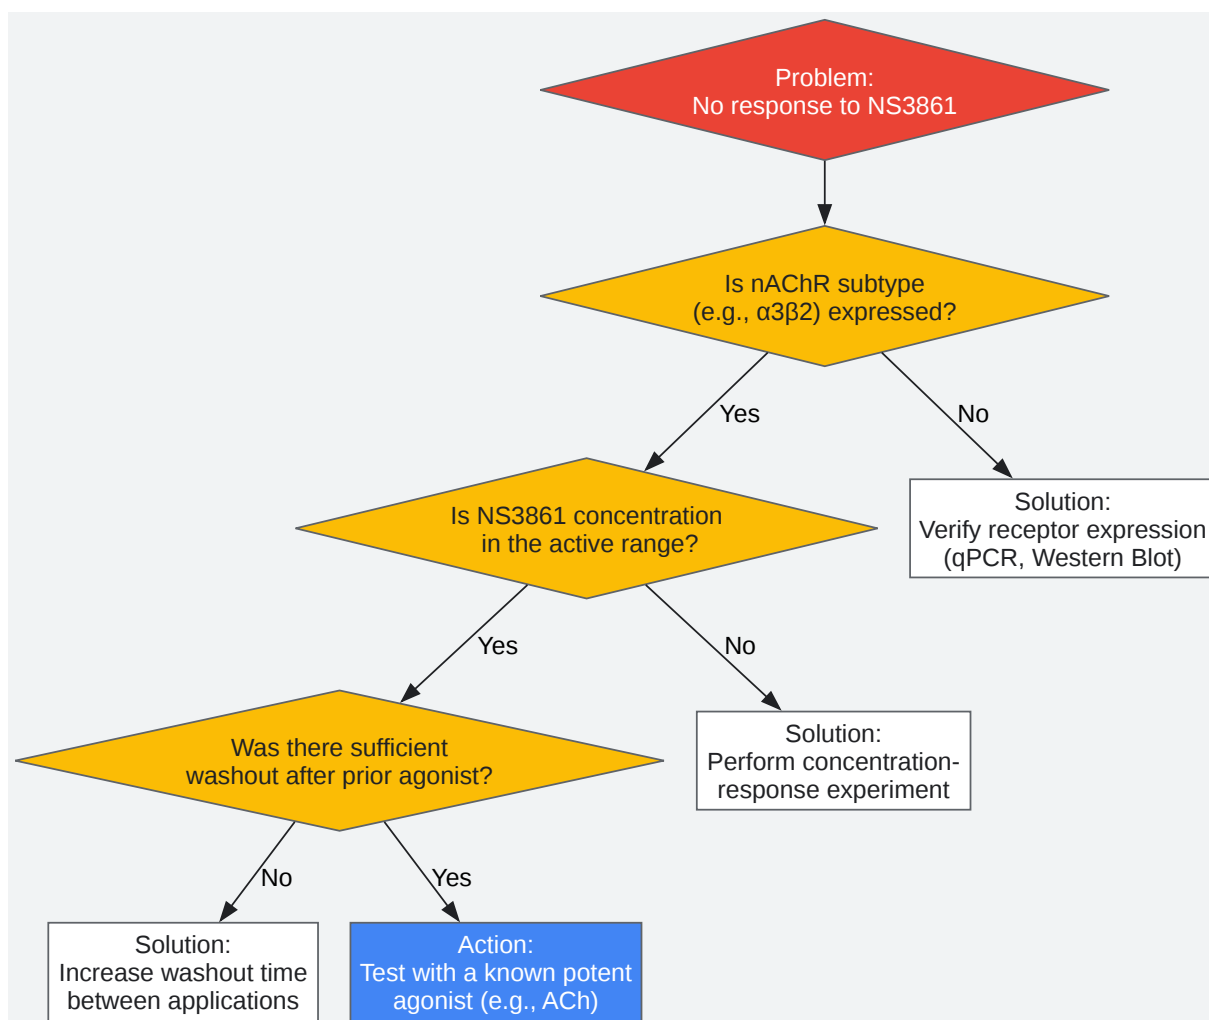 Problem:
No response to NS3861
Is nAChR subtype
(e.g., α3β2) expressed?
Yes
No
Is NS3861 concentration
in the active range?
Solution:
Verify receptor expression
(qPCR, Western Blot)
Yes
No
Was there sufficient
washout after prior agonist?
Solution:
Perform concentration-
response experiment
No
Yes
Solution:
Increase washout time
between applications
Action:
Test with a known potent
agonist (e.g., ACh)